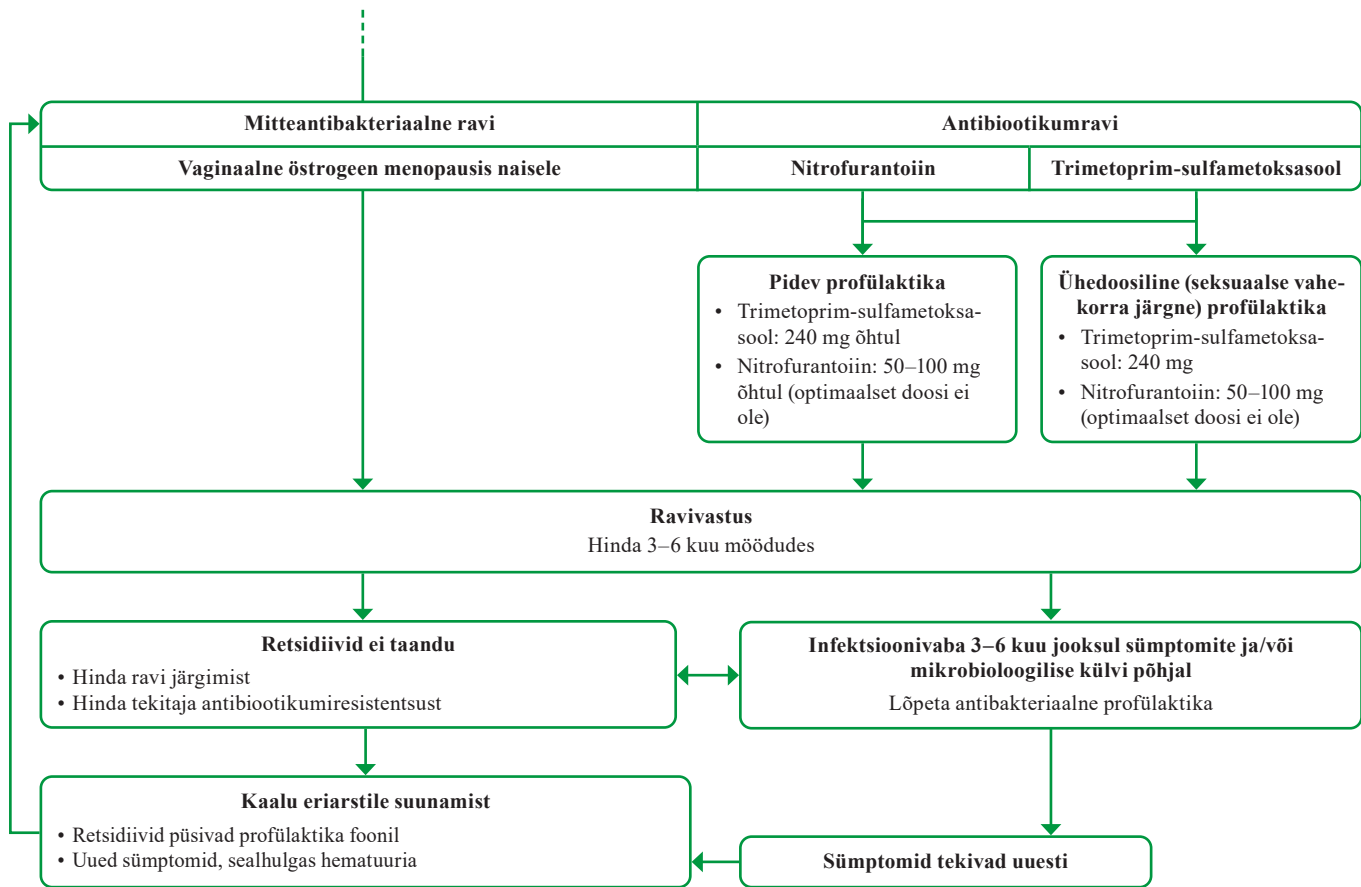 Mitteantibakteriaalne ravi
Antibiootikumravi
Vaginaalne östrogeen menopausis naisele
Nitrofurantoiin
Trimetoprim-sulfametoksasool
Pidev profülaktika
• Trimetoprim-sulfametoksa-
sool: 240 mg õhtul
• Nitrofurantoiin: 50–100 mg
õhtul (optimaalset doosi ei
ole)
Ühedoosiline (seksuaalse vahe-
korra järgne) profülaktika
• Trimetoprim-sulfametoksa-
sool: 240 mg
• Nitrofurantoiin: 50–100 mg
(optimaalset doosi ei ole)
Ravivastus
Hinda 3–6 kuu möödudes
Retsidiivid ei taandu
• Hinda ravi järgimist
• Hinda tekitaja antibiootikumiresistentsust
Infektsioonivaba 3–6 kuu jooksul sümptomite ja/või
mikrobioloogilise külvi põhjal
Lõpeta antibakteriaalne profülaktika
Kaalu eriarstile suunamist
• Retsidiivid püsivad profülaktika foonil
• Uued sümptomid, sealhulgas hematuuria
Sümptomid tekivad uuesti